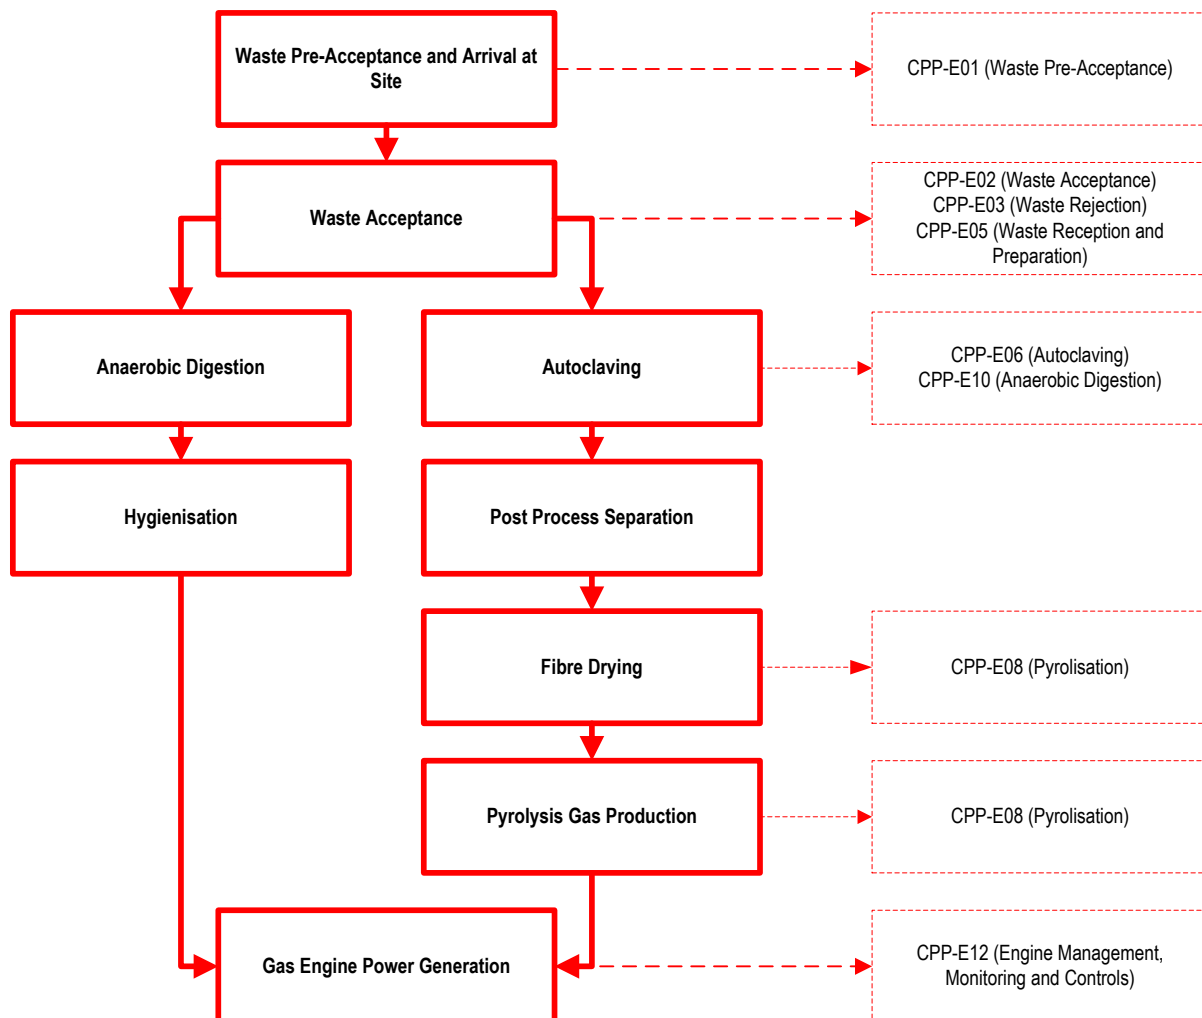 Waste Pre-Acceptance and Arrival at
Site
CPP-E01 (Waste Pre-Acceptance)
Waste Acceptance
CPP-E02 (Waste Acceptance)
CPP-E03 (Waste Rejection)
CPP-E05 (Waste Reception and
Preparation)
Anaerobic Digestion
Autoclaving
CPP-E06 (Autoclaving)
CPP-E10 (Anaerobic Digestion)
Hygienisation
Post Process Separation
Fibre Drying
CPP-E08 (Pyrolisation)
Pyrolysis Gas Production
CPP-E08 (Pyrolisation)
Gas Engine Power Generation
CPP-E12 (Engine Management,
Monitoring and Controls)